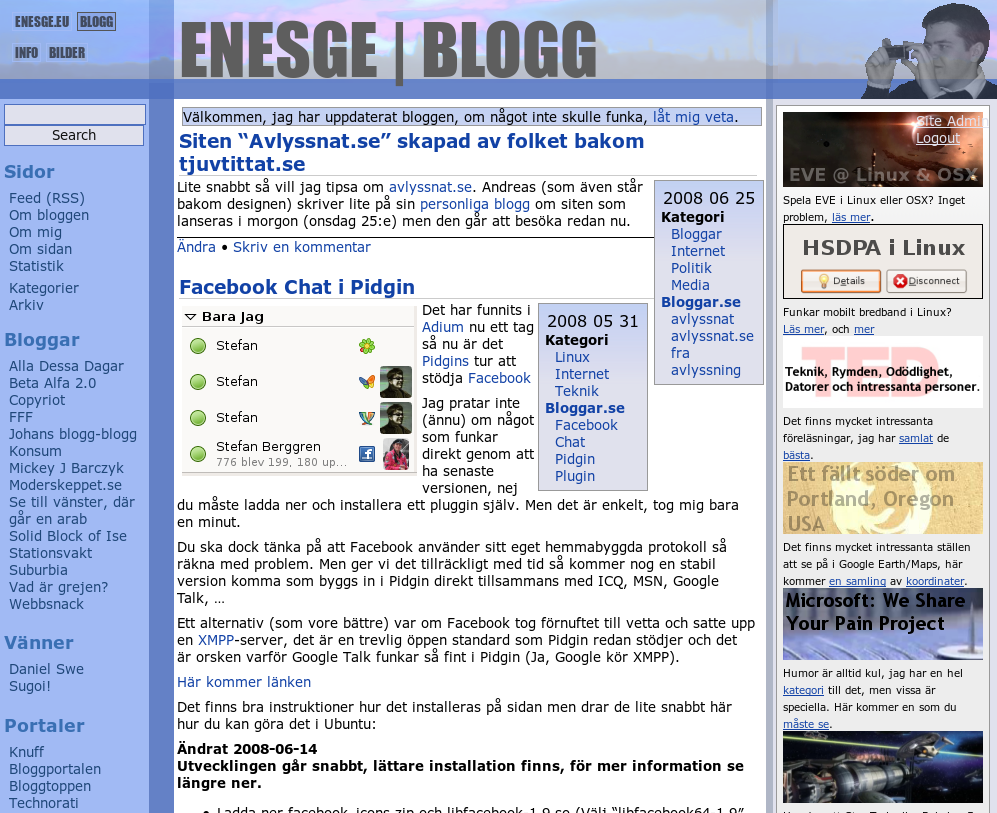 ENESGE.EU BLOGG
INFO BILDER
ENESGE | BLOGG
Search
Sidor
Feed (RSS)
Om bloggen
Om mig
Om sidan
Statistik
Kategorier
Arkiv
Bloggar
Alla Dessa Dagar
Beta Alfa 2.0
Copyriot
FFF
Johans blogg-blogg
Konsum
Mickey J Barczyk
Moderskeppet.se
Se till vänster, där
går en arab
Solid Block of Ise
Stationsvakt
Suburbia
Vad är grejen?
Webbsnack
Vänner
Daniel Swe
Sugoi!
Portaler
Knuff
Bloggportalen
Bloggtoppen
Technorati
Välkommen, jag har uppdaterat bloggen, om något inte skulle funka, låt mig veta.
Siten “Avlyssnat.se” skapad av folket bakom
tjuvtittat.se
Lite snabbt så vill jag tipsa om avlyssnat.se. Andreas (som även står
bakom designen) skriver lite på sin personliga blogg om siten som
lanseras i morgon (onsdag 25:e) men den går att besöka redan nu.
Ändra • Skriv en kommentar
2008 06 25
Kategori
Bloggar
Internet
Politik
Media
Bloggar.se
avlyssnat
avlyssnat.se
fra
avlyssning
Facebook Chat i Pidgin
Bara Jag
Stefan
Stefan
Stefan
Stefan Berggren
776 blev 199, 180 up...
Det har funnits i
Adium nu ett tag
så nu är det
Pidgins tur att
stödja Facebook
2008 05 31
Kategori
Linux
Internet
Teknik
Bloggar.se
Facebook
Chat
Pidgin
Plugin
Jag pratar inte
(ännu) om något
som funkar
direkt genom att
ha senaste
versionen, nej
du måste ladda ner och installera ett pluggin själv. Men det är enkelt, tog mig bara
en minut.
Du ska dock tänka på att Facebook använder sitt eget hemmabyggda protokoll så
räkna med problem. Men ger vi det tillräckligt med tid så kommer nog en stabil
version komma som byggs in i Pidgin direkt tillsammans med ICQ, MSN, Google
Talk, …
Ett alternativ (som vore bättre) var om Facebook tog förnuftet till vetta och satte upp
en XMPP-server, det är en trevlig öppen standard som Pidgin redan stödjer och det
är orsken varför Google Talk funkar så fint i Pidgin (Ja, Google kör XMPP).
Här kommer länken
Det finns bra instruktioner hur det installeras på sidan men drar de lite snabbt här
hur du kan göra det i Ubuntu:
Ändrat 2008-06-14
Utvecklingen går snabbt, lättare installation finns, för mer information se
längre ner.
• Ladda ner facebook_icons.zip och libfacebook-1.9.so (Välj “libfacebook64-1.9”
Site Admin
Logout
EVE @ Linux & OSX
Spela EVE i Linux eller OSX? Inget
problem, läs mer.
HSDPA i Linux
Details Disconnect
Funkar mobilt bredband i Linux?
Läs mer, och mer
TED
Teknik, Rymden, Odödlighet,
Datorer och intressanta personer.
Det finns mycket intressanta
föreläsningar, jag har samlat de
bästa.
Ett fällt söder om
Portland, Oregon
USA
Det finns mycket intressanta ställen
att se på i Google Earth/Maps, här
kommer en samling av koordinater.
Microsoft: We Share
Your Pain Project
Humor är alltid kul, jag har en hel
kategori till det, men vissa är
speciella. Här kommer en som du
måste se.